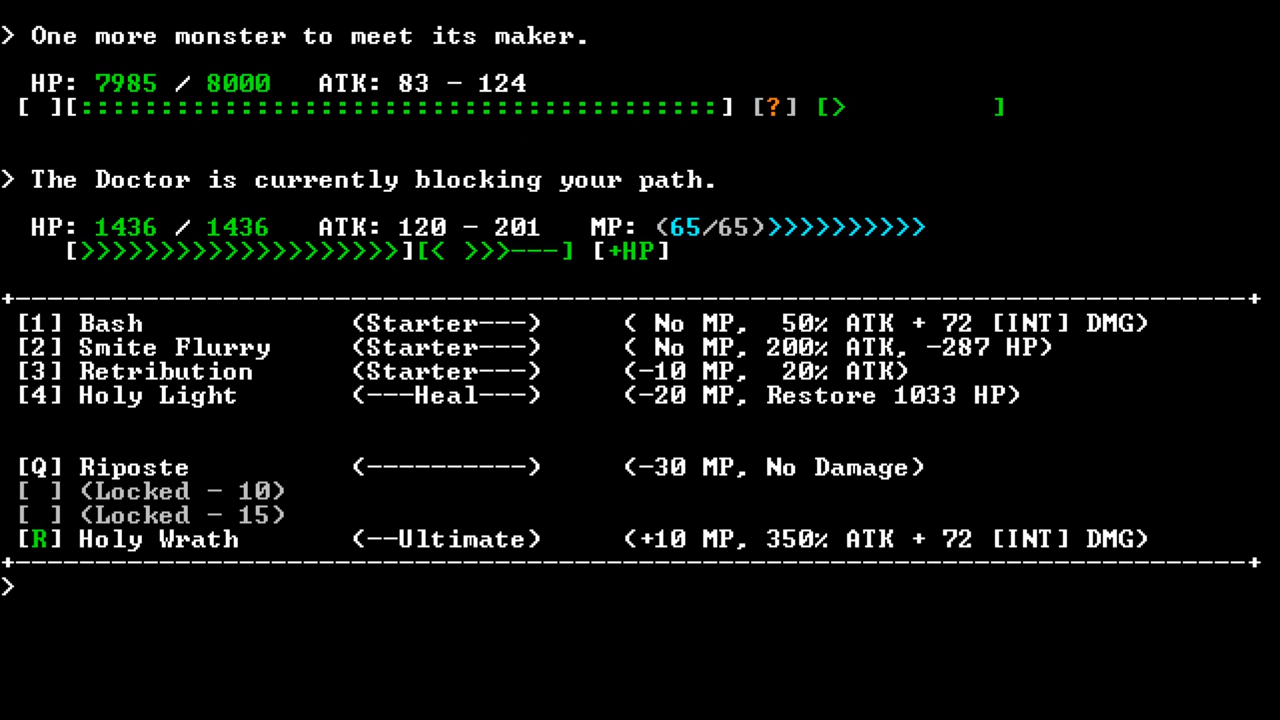 > One more monster to meet its maker.
HP: 7985 / 8000   ATK: 83 - 124
[ ][::::::::::::::::::::::::::::::::::::::::] [?] [>         ]
> The Doctor is currently blocking your path.
HP: 1436 / 1436   ATK: 120 - 201   MP: (65/65)>>>>>>>>>>
[>>>>>>>>>>>>>>>>>>>>][< >>>---] [+HP]
+------------------------------------------------------------------------------+
[1] Bash             (Starter---)     ( No MP,  50% ATK + 72 [INT] DMG)
[2] Smite Flurry     (Starter---)     ( No MP, 200% ATK, -287 HP)
[3] Retribution      (Starter---)     (-10 MP,  20% ATK)
[4] Holy Light       (---Heal---)     (-20 MP, Restore 1033 HP)
[Q] Riposte          (----------)     (-30 MP, No Damage)
[ ] (Locked - 10)
[ ] (Locked - 15)
[R] Holy Wrath       (--Ultimate)     (+10 MP, 350% ATK + 72 [INT] DMG)
+------------------------------------------------------------------------------+
>